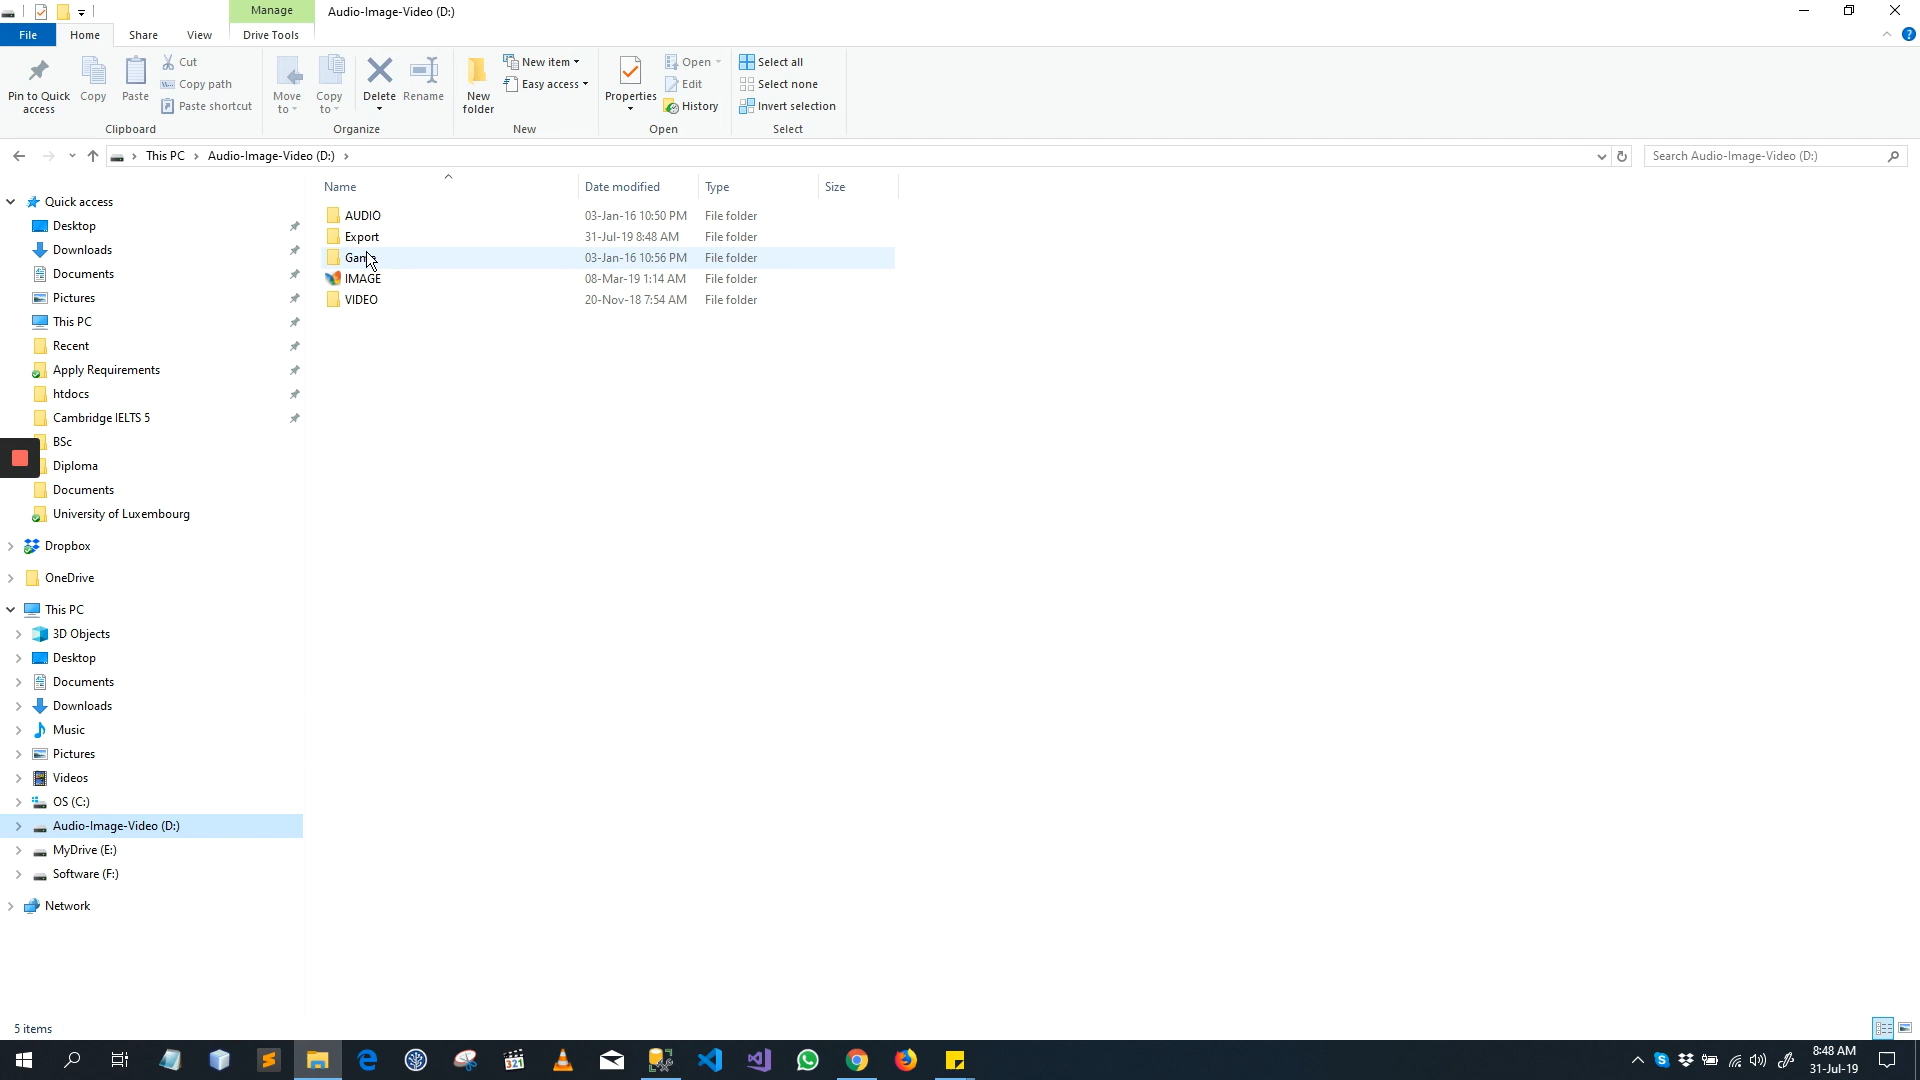 Manage
Audio-Image-Video (D:)
File
Home
Share
View
Drive Tools
Pin to Quick access
Copy
Paste
Cut
Copy path
Paste shortcut
Clipboard
Move to
Copy to
Delete
Rename
Organize
New folder
New item
Easy access
New
Properties
Open
Edit
History
Open
Select all
Select none
Invert selection
Select
This PC
Audio-Image-Video (D:)
Search Audio-Image-Video (D:)
Name
Date modified
Type
Size
AUDIO 03-Jan-16 10:50 PM File folder
Export 31-Jul-19 8:48 AM File folder
03-Jan-16 10:56 PM File folder
IMAGE 08-Mar-19 1:14 AM File folder
VIDEO 20-Nov-18 7:54 AM File folder
Quick access
Desktop
Downloads
Documents
Pictures
This PC
Recent
Apply Requirements
htdocs
Cambridge IELTS 5
BSc
Diploma
Documents
University of Luxembourg
Dropbox
OneDrive
This PC
3D Objects
Desktop
Documents
Downloads
Music
Pictures
Videos
OS (C:)
Audio-Image-Video (D:)
MyDrive (E:)
Software (F:)
Network
5 items
321
8:48 AM
31-Jul-19